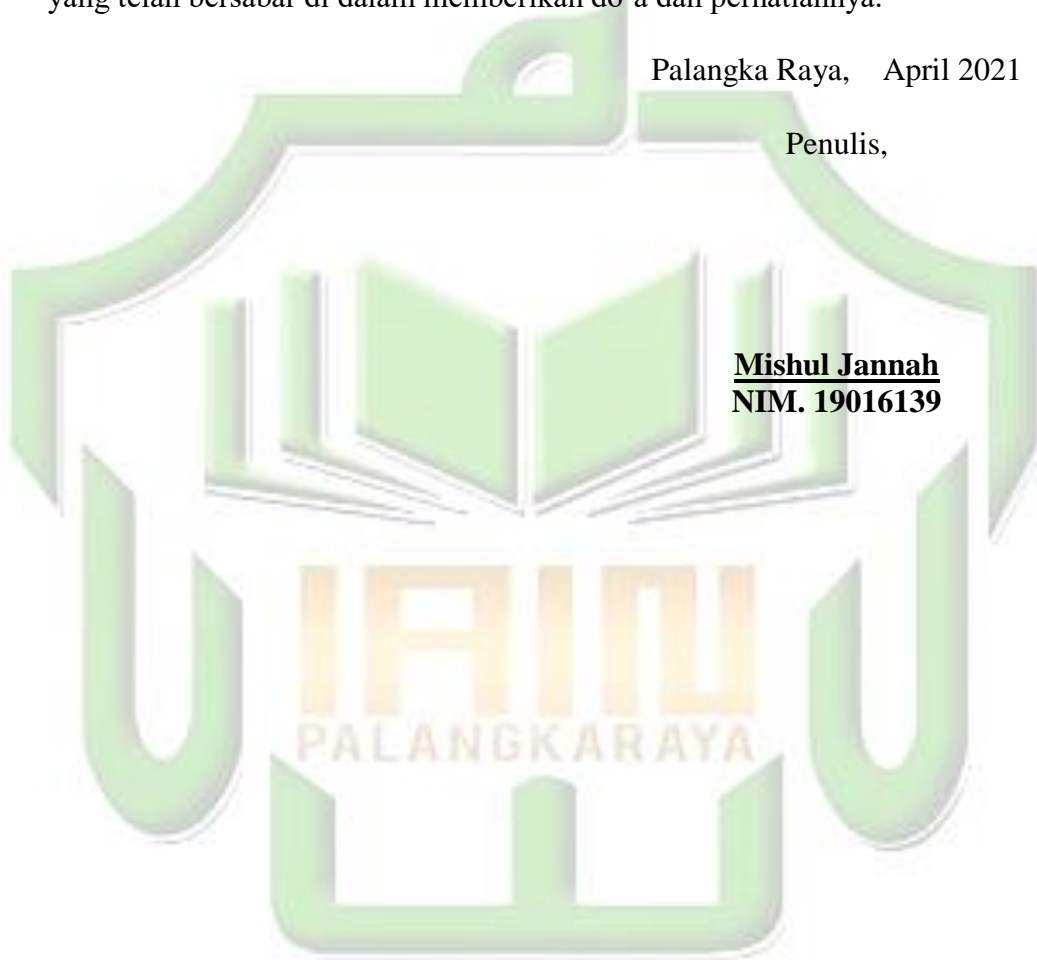 yang telah bersabar di dalam memberikan do'a dan perhatiannya.
Palangka Raya, April 2021
Penulis,
Mishul Jannah
NIM. 19016139
IAIN
PALANGKARAYA